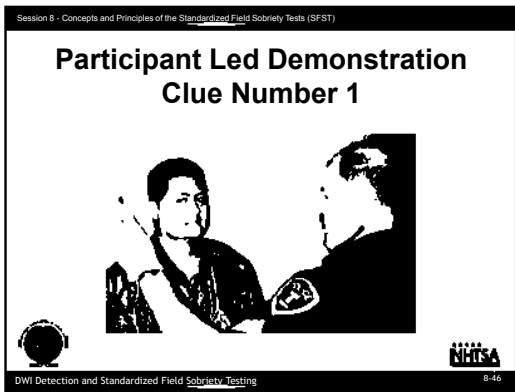 Session 8 - Concepts and Principles of the Standardized Field Sobriety Tests (SFST)
Participant Led Demonstration
Clue Number 1
NHTSA
DWI Detection and Standardized Field Sobriety Testing
8-46